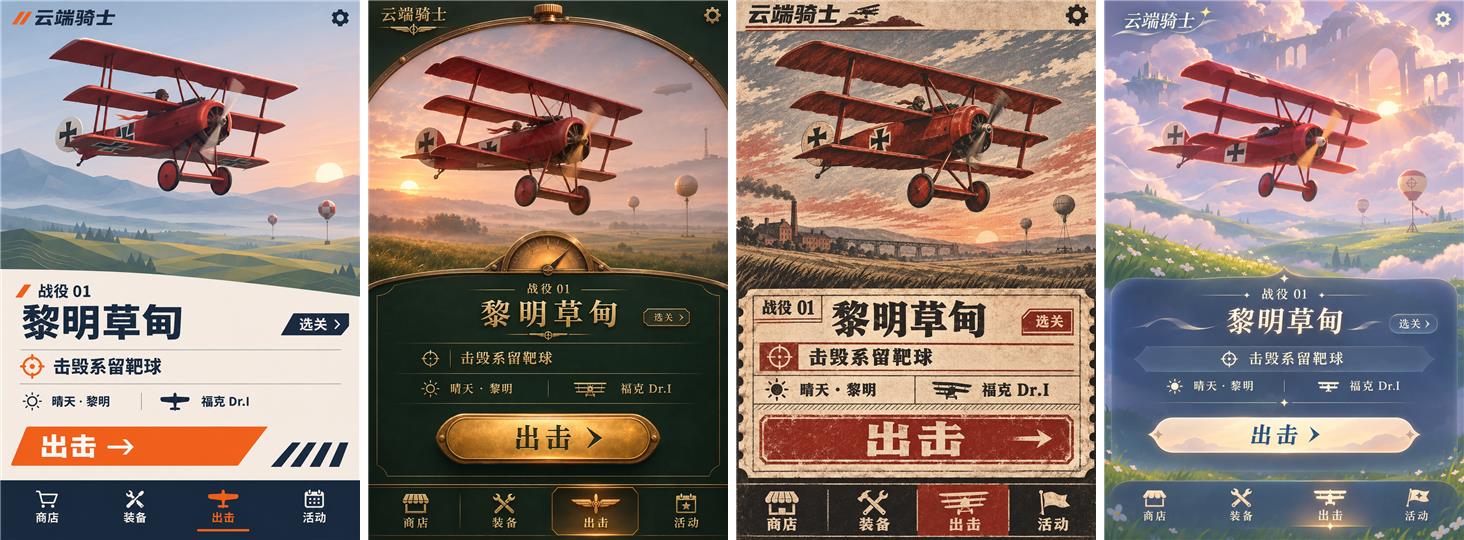 云端骑士
战役 01
黎明草甸
选关
击毁系留靶球
晴天·黎明
福克 Dr.I
出击
商店
装备
出击
活动
云端骑士
战役 01
黎明草甸
选关
击毁系留靶球
晴天·黎明
福克 Dr.I
出击
商店
装备
出击
活动
云端骑士
战役 01
黎明草甸
选关
击毁系留靶球
晴天·黎明
福克 Dr.I
出击
商店
装备
出击
活动
云端骑士
战役 01
黎明草甸
选关
击毁系留靶球
晴天·黎明
福克 Dr.I
出击
商店
装备
出击
活动